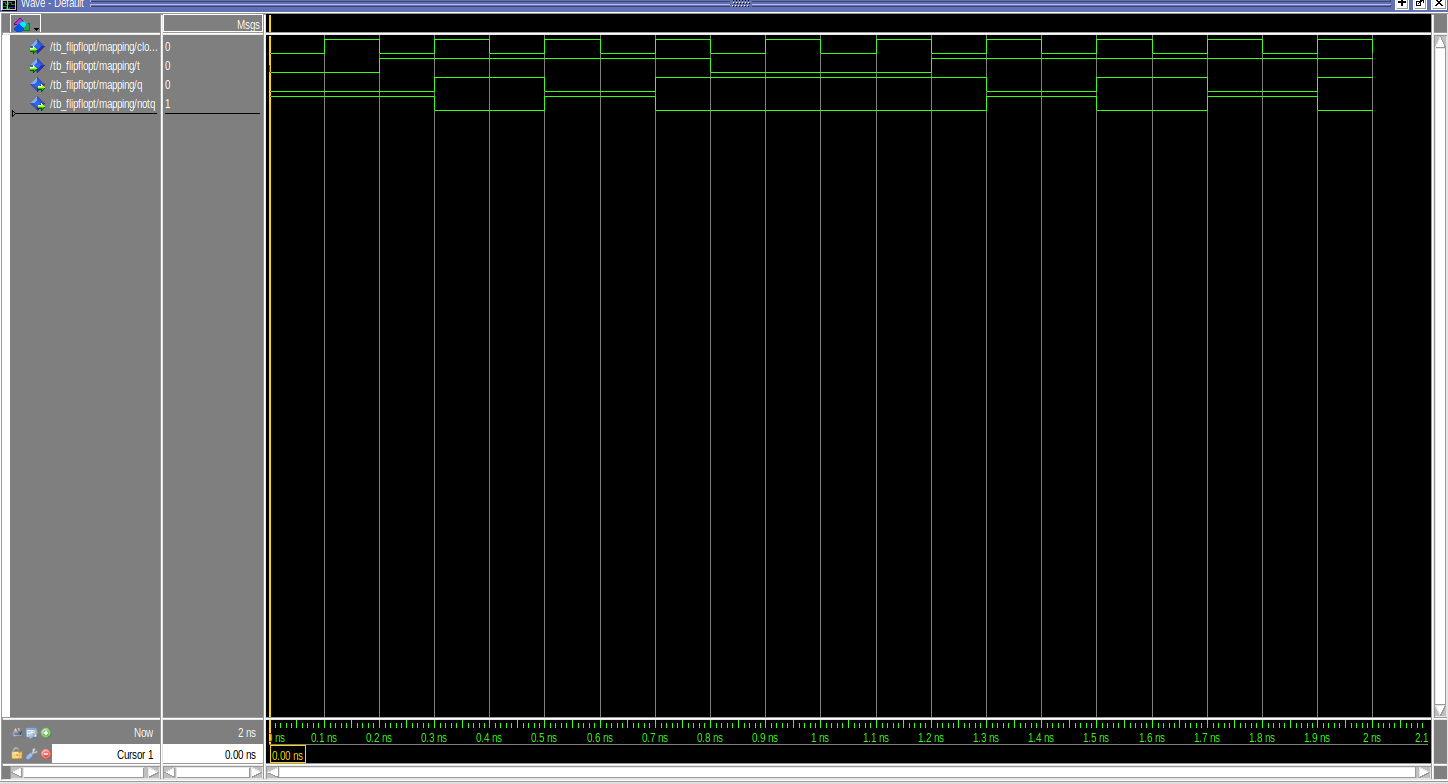 Wave - Default
Msgs
/tb_flipflopt/mapping/clo... 0
/tb_flipflopt/mapping/t 0
/tb_flipflopt/mapping/q 0
/tb_flipflopt/mapping/notq 1
Now 2 ns
ns 0.1 ns 0.2 ns 0.3 ns 0.4 ns 0.5 ns 0.6 ns 0.7 ns 0.8 ns 0.9 ns 1 ns 1.1 ns 1.2 ns 1.3 ns 1.4 ns 1.5 ns 1.6 ns 1.7 ns 1.8 ns 1.9 ns 2 ns 2.1
Cursor 1 0.00 ns 0.00 ns